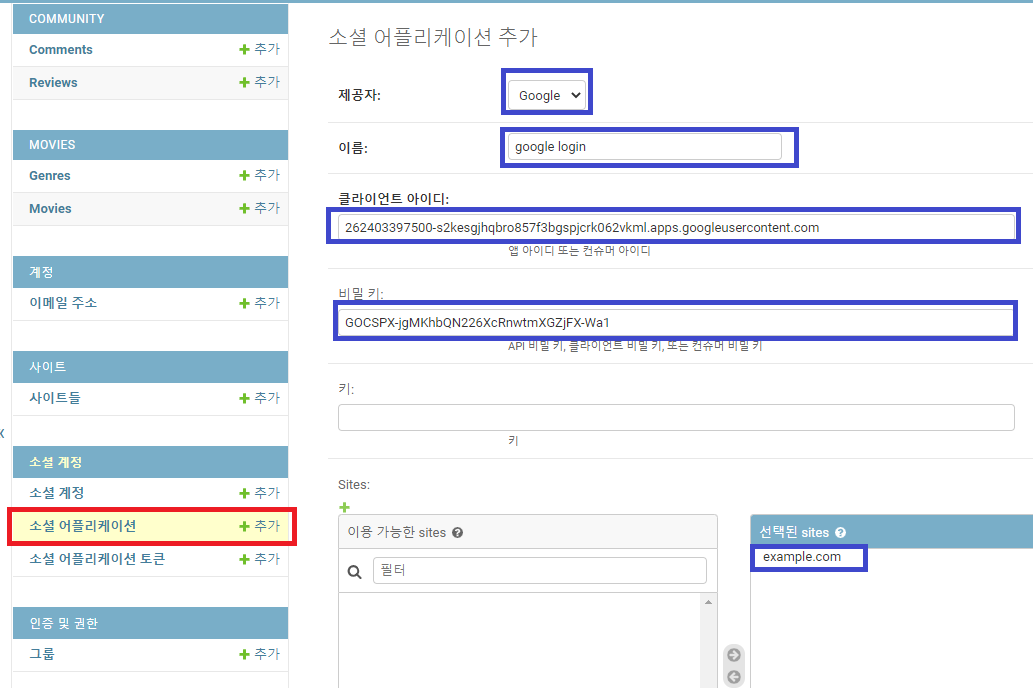 COMMUNITY
Comments
추가
Reviews
추가
MOVIES
Genres
추가
Movies
추가
계정
이메일 주소
추가
사이트
사이트들
추가
소셜 계정
소셜 계정
추가
소셜 어플리케이션
추가
소셜 어플리케이션 토큰
추가
인증 및 권한
그룹
추가
소셜 어플리케이션 추가
제공자:
Google
이름:
google login
클라이언트 아이디:
262403397500-s2kesgjhqbro857f3bgspjcrk062vkml.apps.googleusercontent.com
앱 아이디 또는 컨슈머 아이디
비밀 키:
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
API 비밀 키, 클라이언트 비밀 키, 또는 컨슈머 비밀 키
키:
키
Sites:
이용 가능한 sites
필터
선택된 sites
example.com